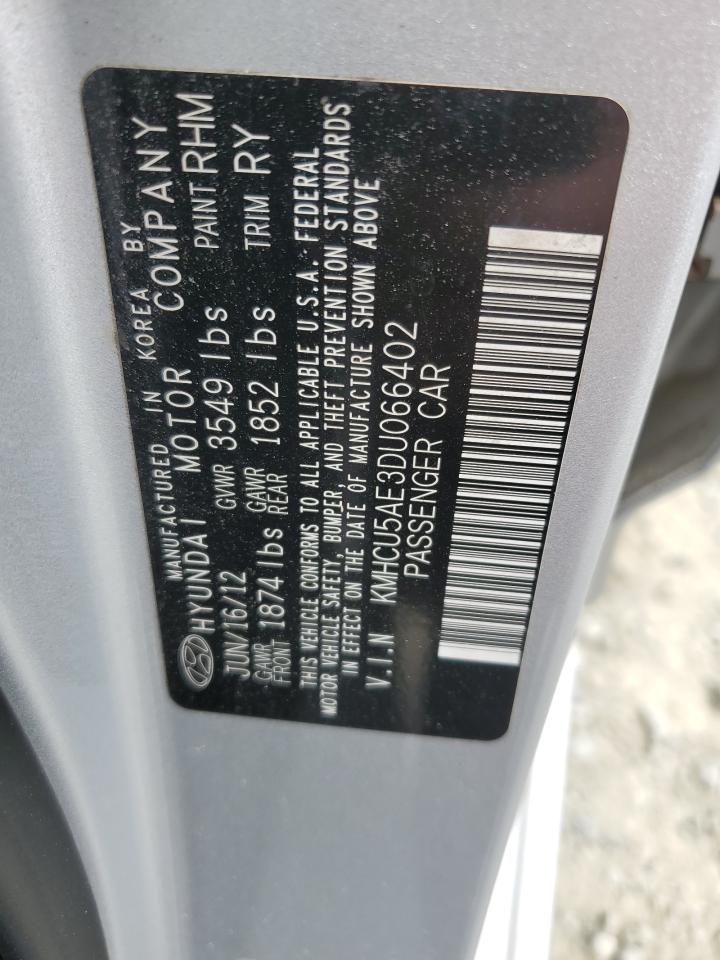 MANUFACTURED IN KOREA BY
HYUNDAI MOTOR COMPANY
JUN/16/12 GVWR 3549 lbs PAINT RHM
GAWR FRONT 1874 lbs GAWR REAR 1852 lbs TRIM RY
THIS VEHICLE CONFORMS TO ALL APPLICABLE U.S.A. FEDERAL
MOTOR VEHICLE SAFETY, BUMPER, AND THEFT PREVENTION STANDARDS
IN EFFECT ON THE DATE OF MANUFACTURE SHOWN ABOVE
V.I.N KMHCU5AE3DU066402
PASSENGER CAR